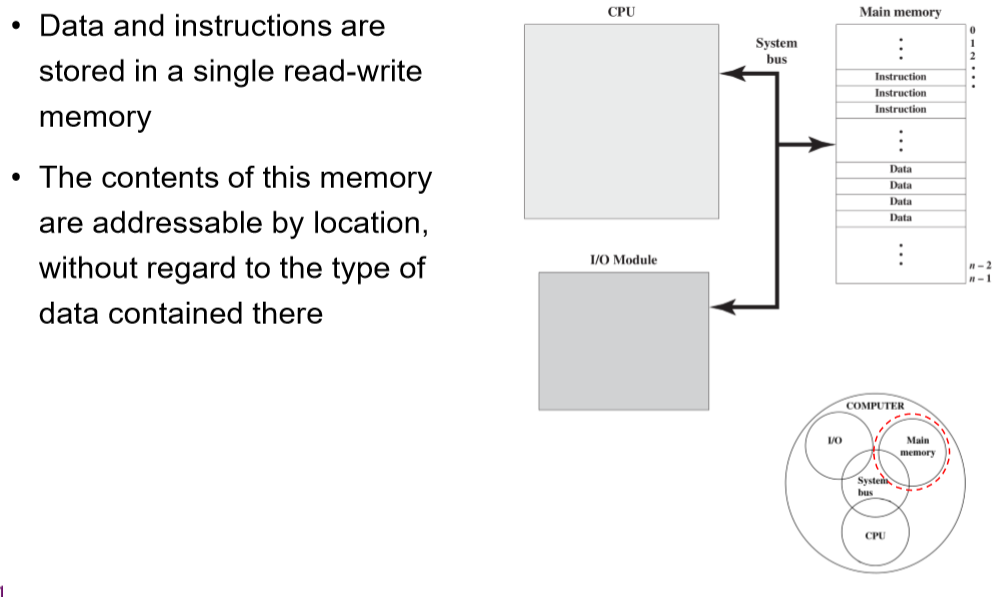 • Data and instructions are
stored in a single read-write
memory
• The contents of this memory
are addressable by location,
without regard to the type of
data contained there
CPU
System
bus
Main memory
0
1
2
Instruction
Instruction
Instruction
Data
Data
Data
Data
n – 2
n – 1
I/O Module
COMPUTER
I/O
Main
memory
System
bus
CPU